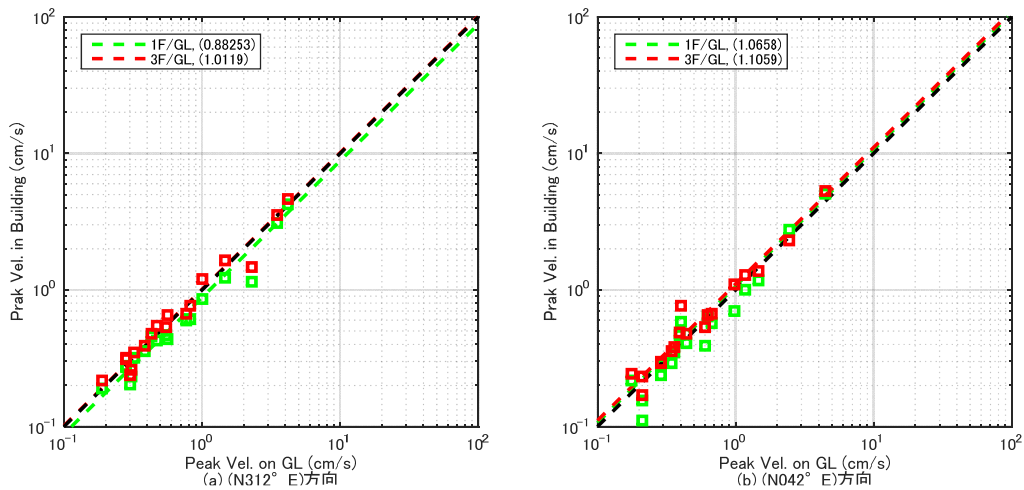 10²
10¹
10⁰
10⁻¹
Prak Vel. in Building (cm/s)
1F/GL, (0.88253)
3F/GL, (1.0119)
10⁻¹ 10⁰ 10¹ 10²
Peak Vel. on GL (cm/s)
(a) (N312° E)方向
10²
10¹
10⁰
10⁻¹
Prak Vel. in Building (cm/s)
1F/GL, (1.0658)
3F/GL, (1.1059)
10⁻¹ 10⁰ 10¹ 10²
Peak Vel. on GL (cm/s)
(b) (N042° E)方向